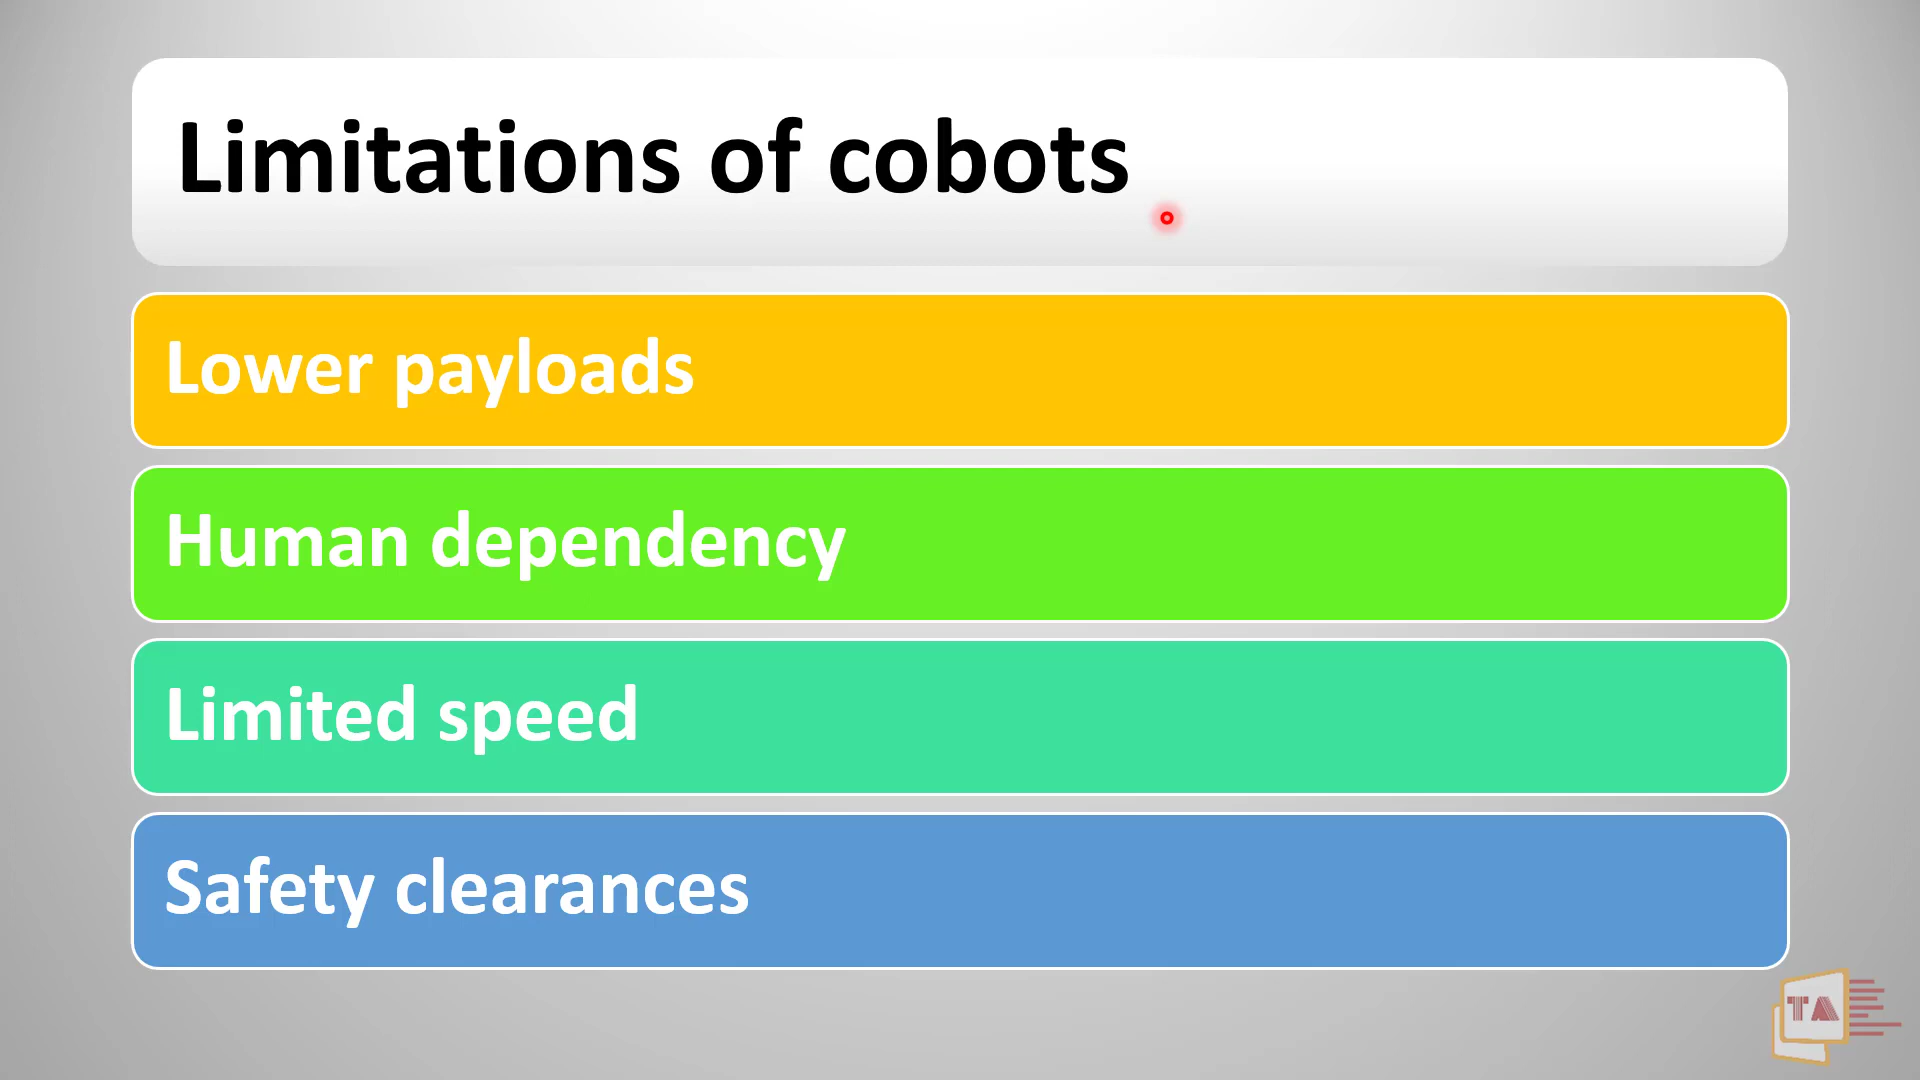 Limitations of cobots
Lower payloads
Human dependency
Limited speed
Safety clearances
TA